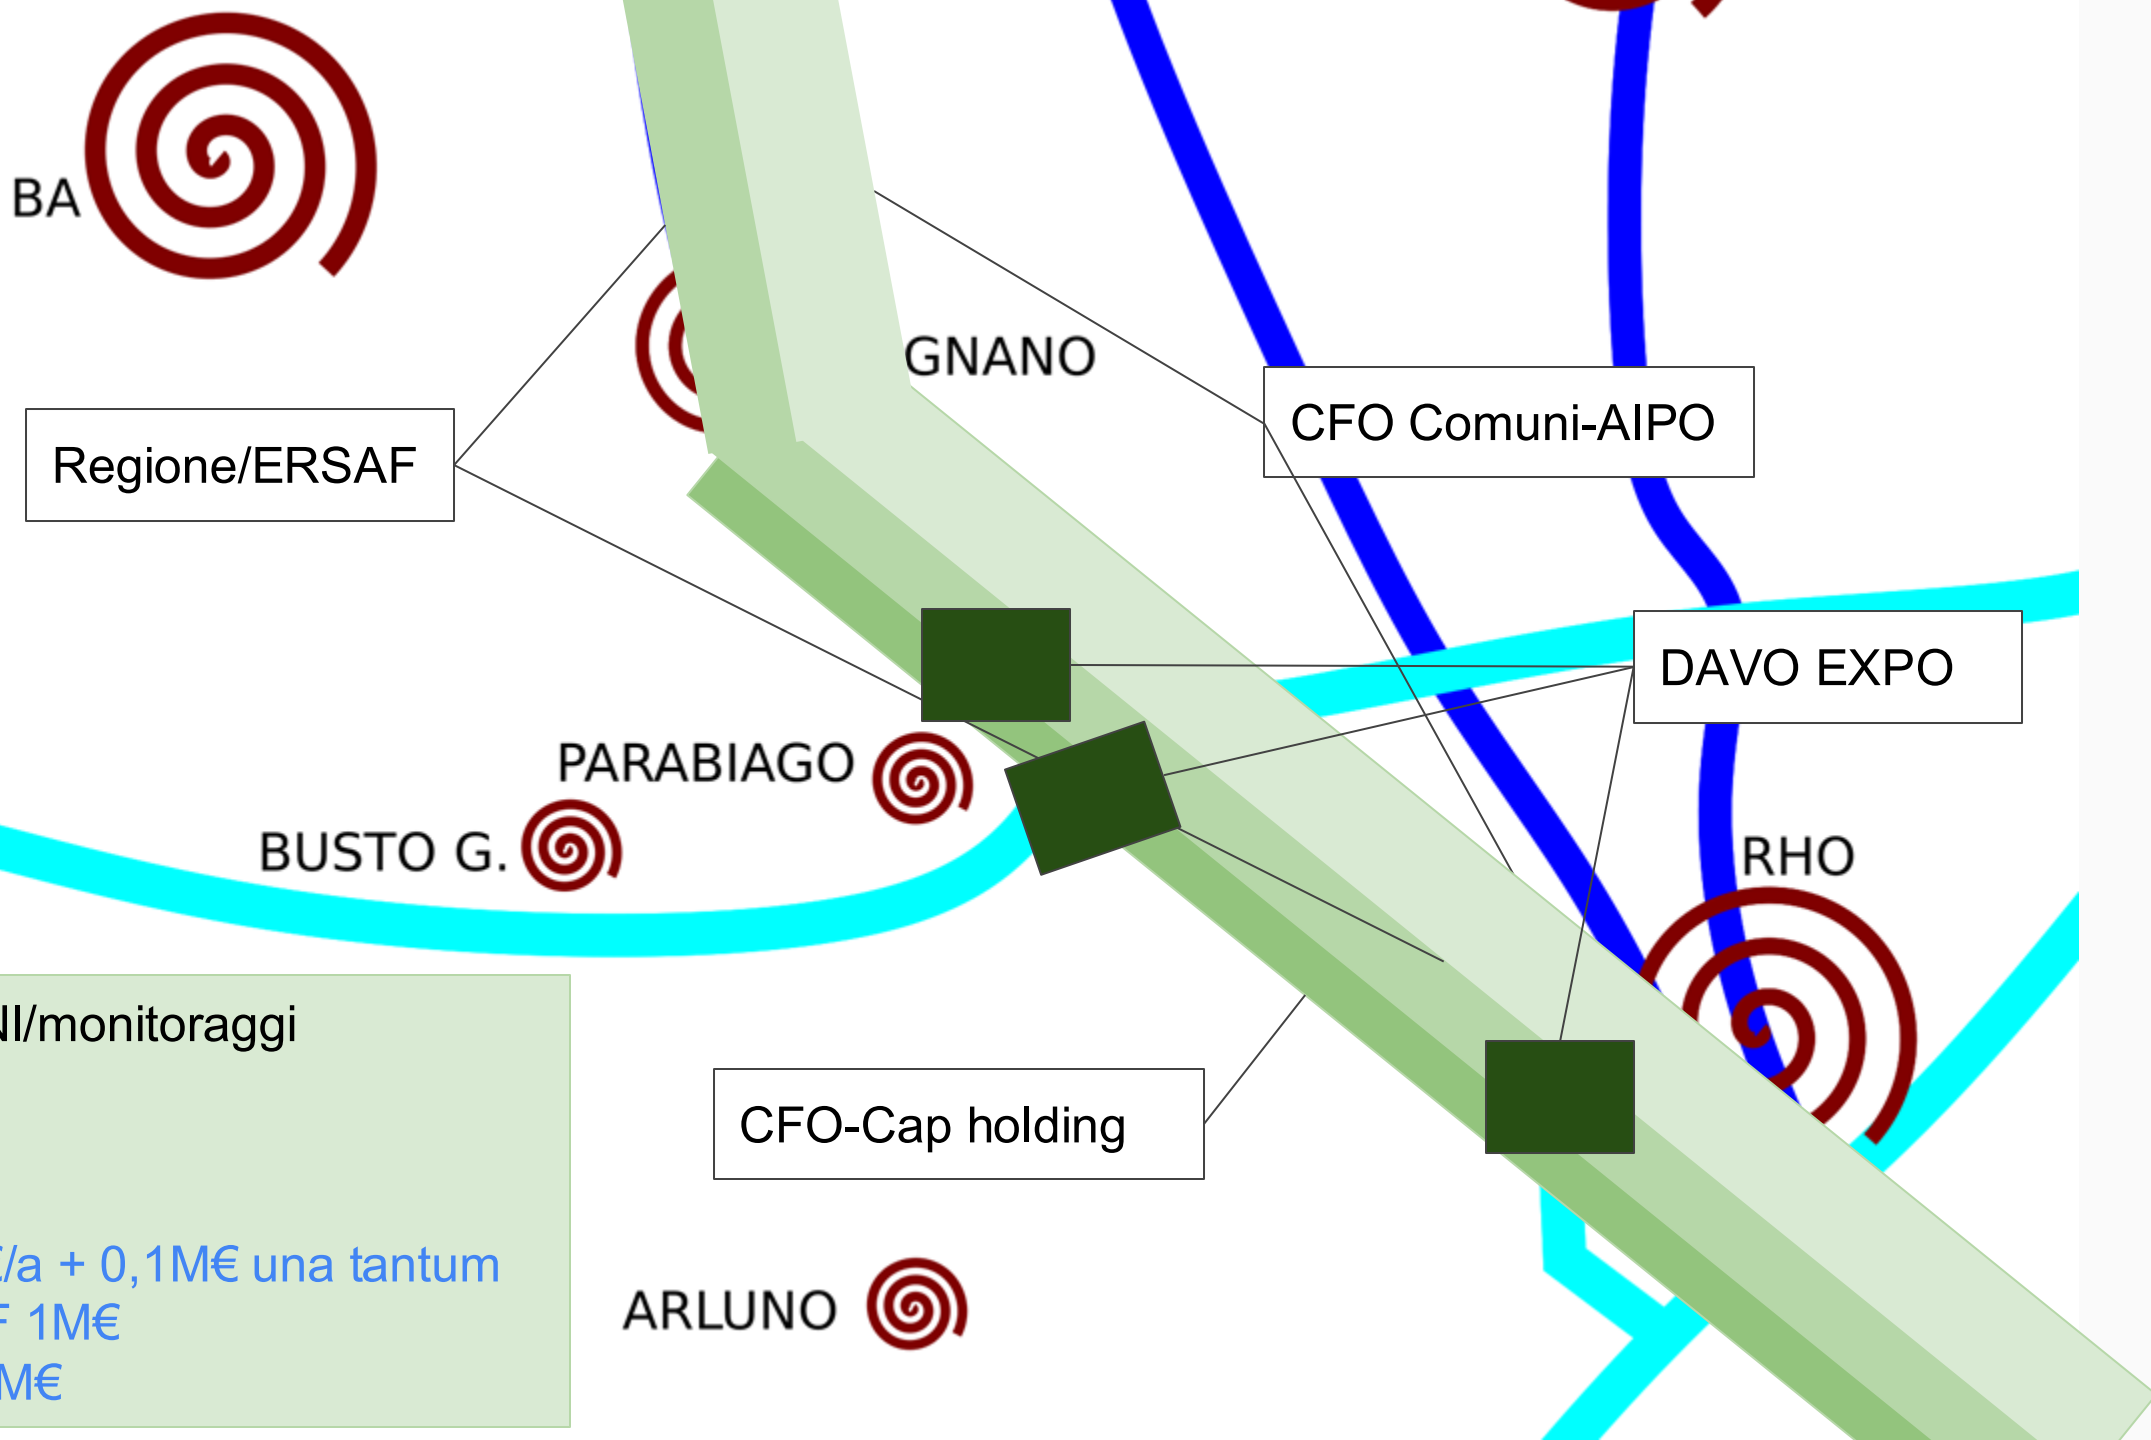 BA
GNANO
CFO Comuni-AIPO
Regione/ERSAF
DAVO EXPO
PARABIAGO
BUSTO G.
RHO
NI/monitoraggi
CFO-Cap holding
€/a + 0,1M€ una tantum
F 1M€
M€
ARLUNO